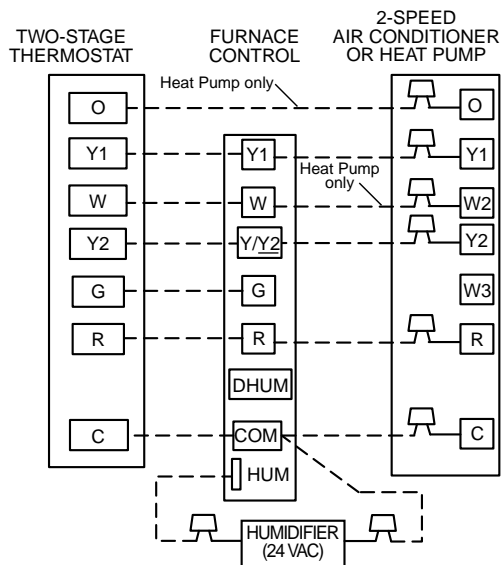 2-SPEED
AIR CONDITIONER
OR HEAT PUMP
TWO-STAGE
THERMOSTAT
FURNACE
CONTROL
Heat Pump only
O
O
Y1
Y1
Y1
Heat Pump
only
W
W
W2
Y2
Y/Y2
Y2
G
G
W3
R
R
R
DHUM
C
COM
C
HUM
HUMIDIFIER
(24 VAC)